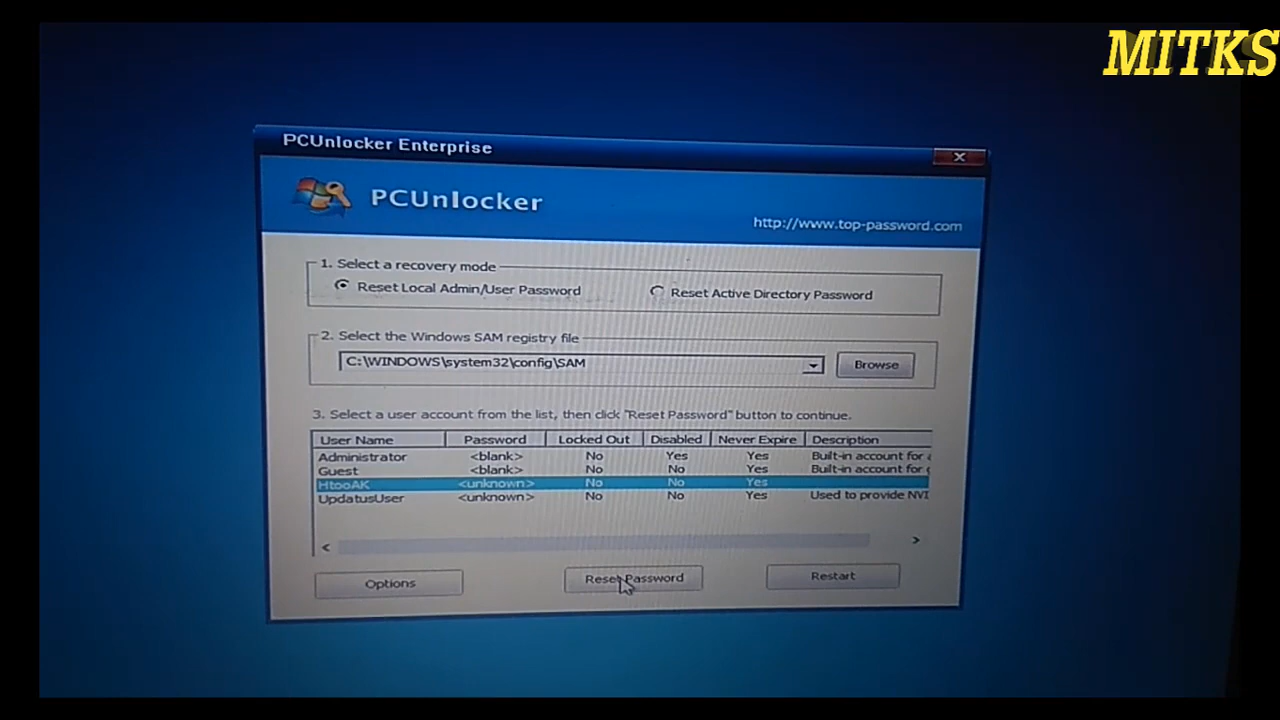 MITKS
PCUnlocker Enterprise
PCUnlocker
http://www.top-password.com
1. Select a recovery mode
Reset Local Admin/User Password
Reset Active Directory Password
2. Select the Windows SAM registry file
C:\WINDOWS\system32\config\SAM
Browse
3. Select a user account from the list, then click "Reset Password" button to continue.
User Name Password Locked Out Disabled Never Expire Description
Administrator <blank> No Yes Yes Built-in account for
Guest <blank> No No Yes Built-in account for
HtooAK <unknown> No No Yes
UpdatusUser <unknown> No No Yes Used to provide NVI
Options
Reset Password
Restart